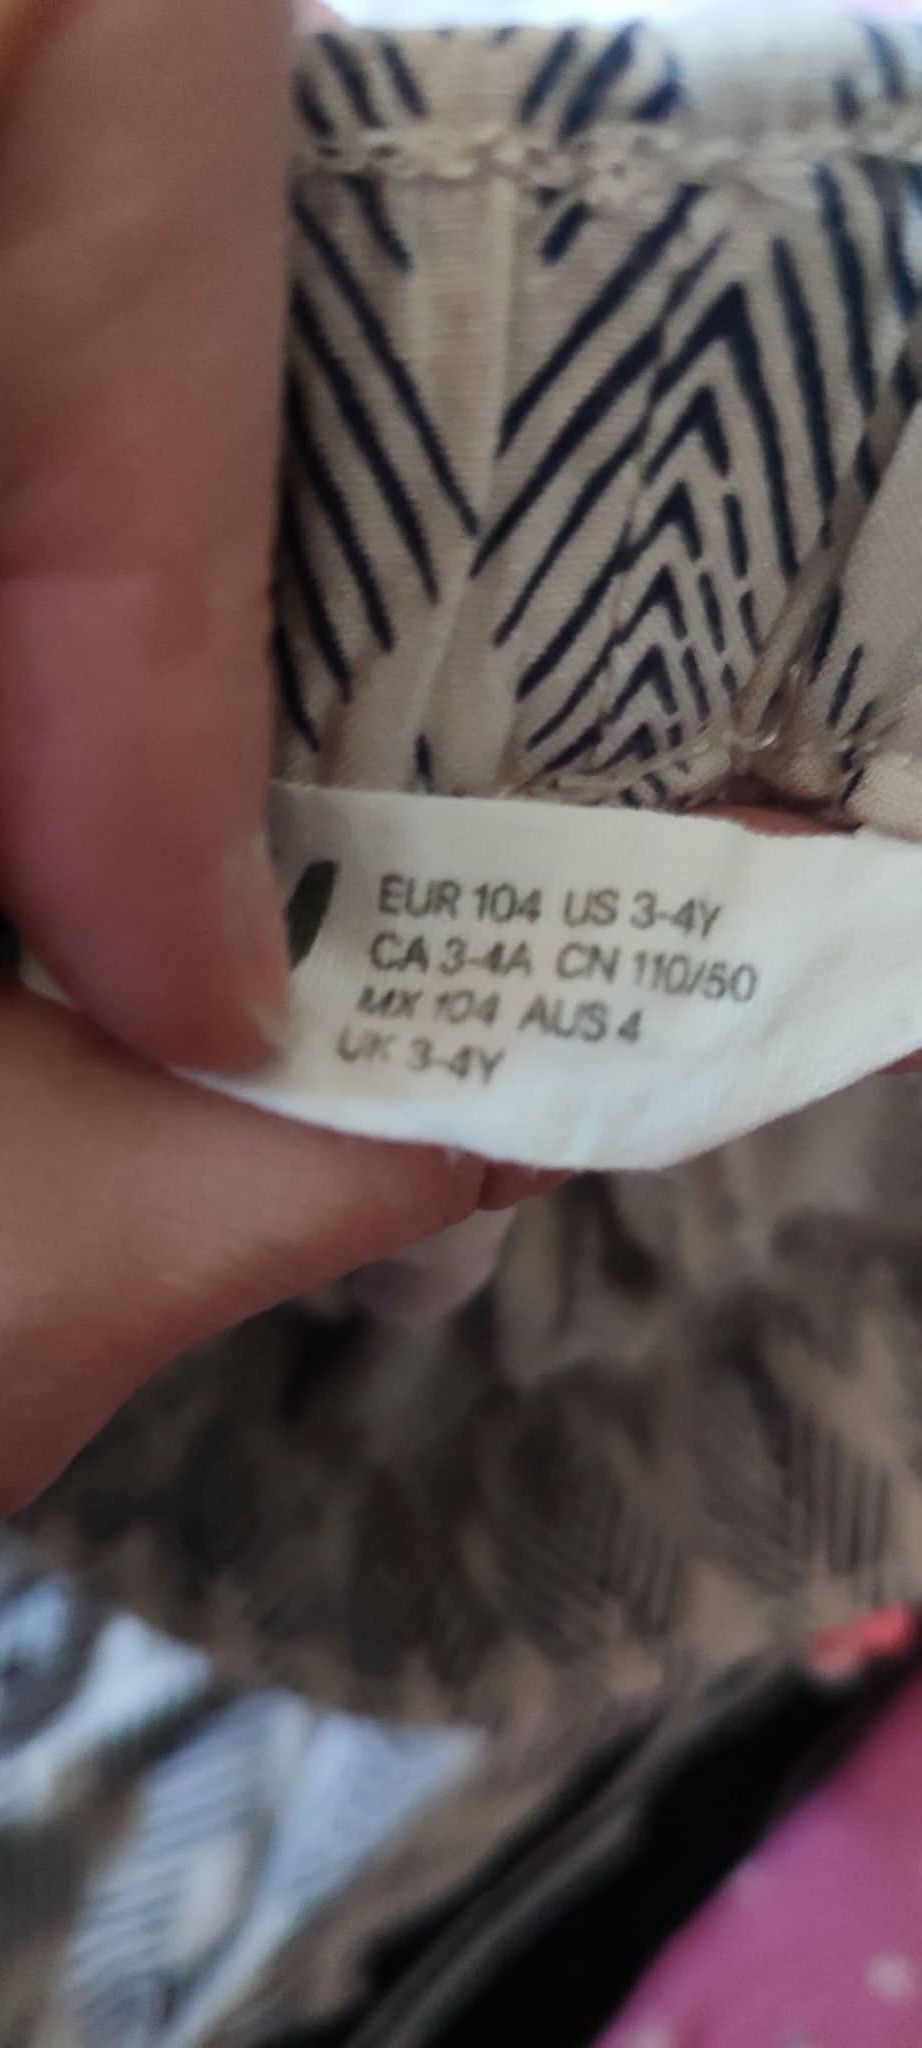 EUR 104 US 3-4Y
CA 3-4A CN 110/50
MX 104 AUS 4
UK 3-4Y